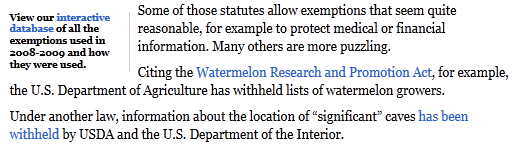 View our interactive
database of all the
exemptions used in
2008-2009 and how
they were used.
Some of those statutes allow exemptions that seem quite
reasonable, for example to protect medical or financial
information. Many others are more puzzling.
Citing the Watermelon Research and Promotion Act, for example,
the U.S. Department of Agriculture has withheld lists of watermelon growers.
Under another law, information about the location of “significant” caves has been
withheld by USDA and the U.S. Department of the Interior.